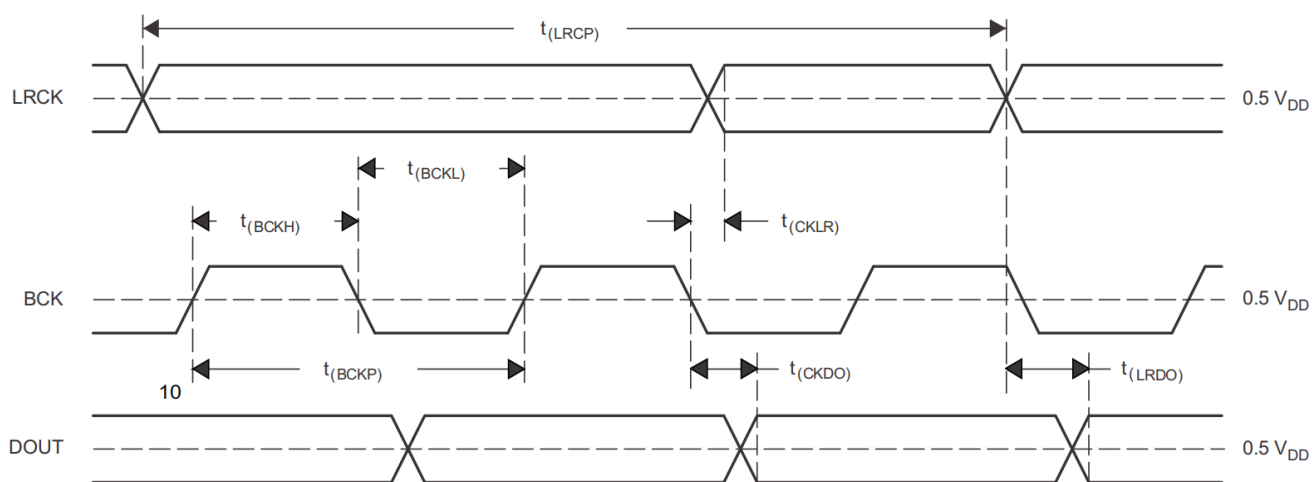 t(LRCP)
LRCK 0.5 VDD
t(BCKL)
t(BCKH) t(CKLR)
BCK 0.5 VDD
t(BCKP) t(CKDO) t(LRDO)
10
DOUT 0.5 VDD